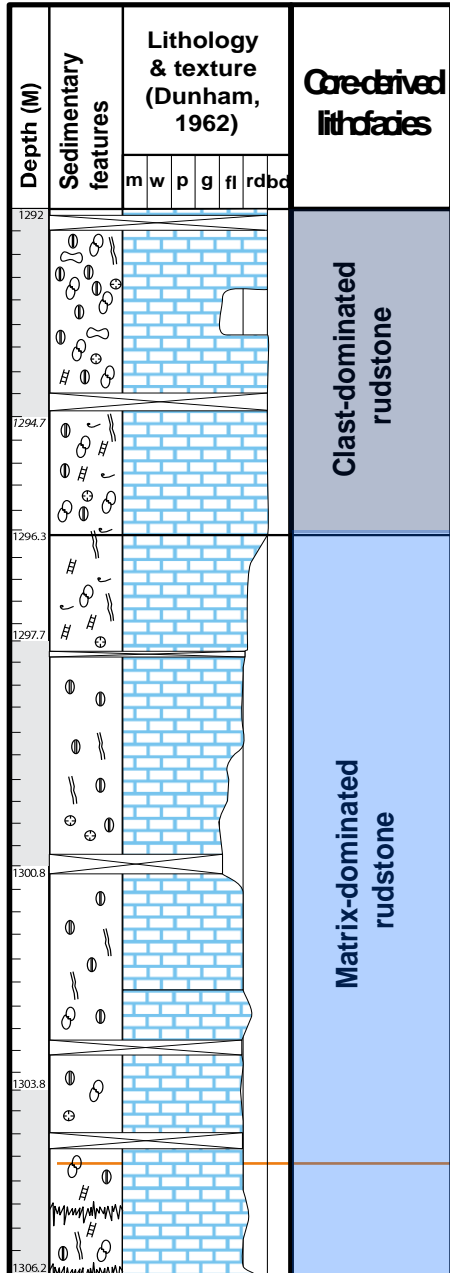 Depth (M)
Sedimentary
features
Lithology
& texture
(Dunham,
1962)
m w p g fl rd bd
Core-derived
lithofacies
1292
1294.7
1296.3
1297.7
1300.8
1303.8
1306.2
Clast-dominated
rudstone
Matrix-dominated
rudstone